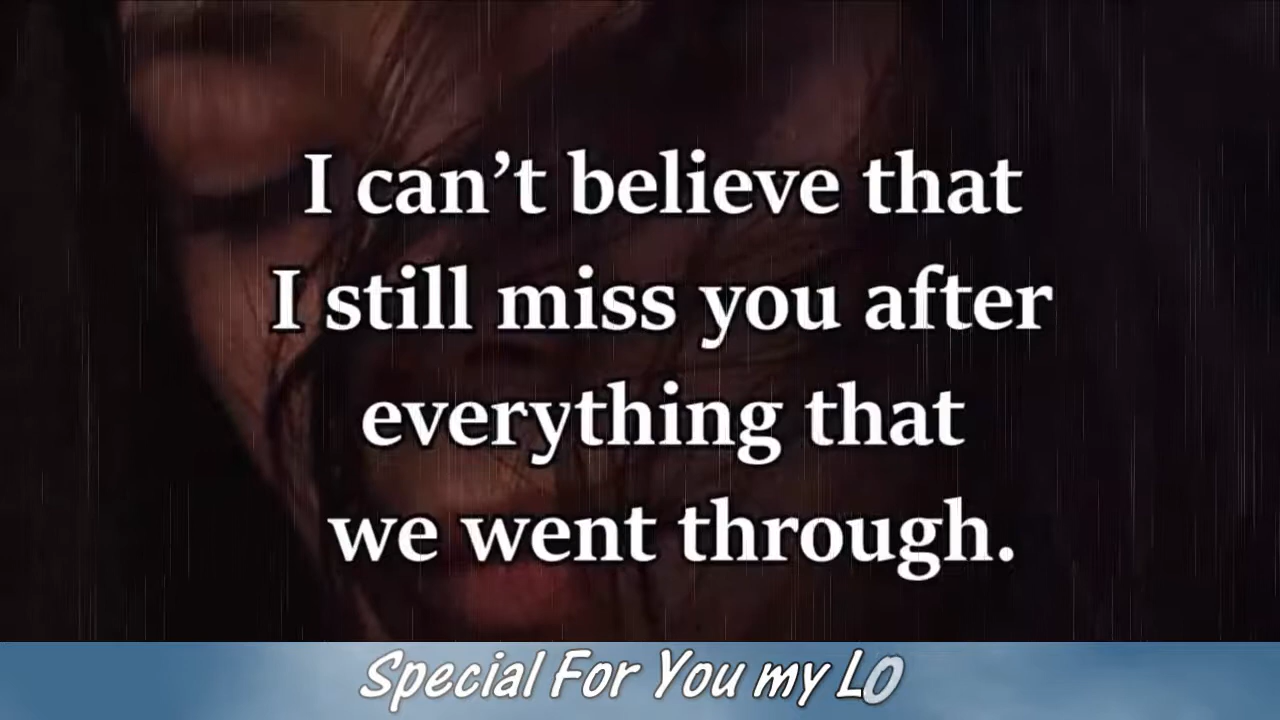 I can’t believe that
I still miss you after
everything that
we went through.
Special For You my LO